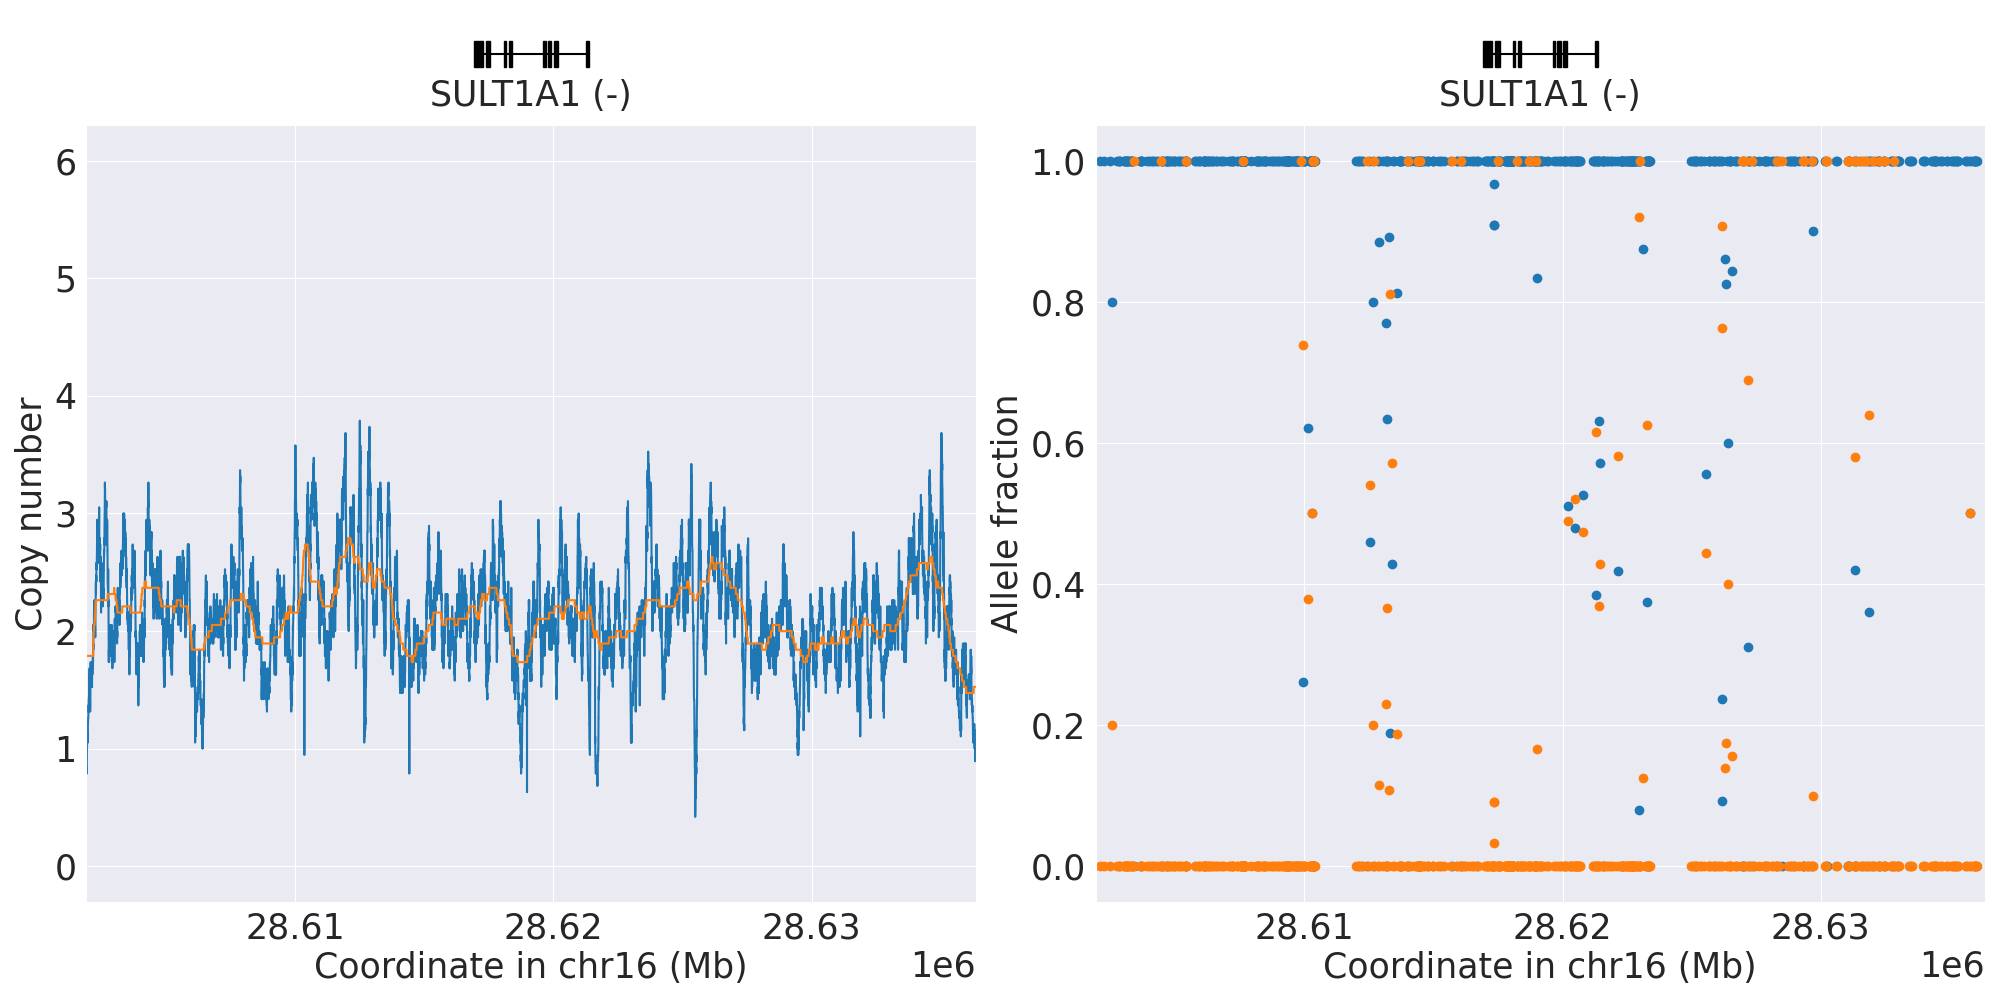 SULT1A1 (-)
6
5
4
3
2
1
0
Copy number
28.61
28.62
28.63
Coordinate in chr16 (Mb)
1e6
SULT1A1 (-)
1.0
0.8
0.6
0.4
0.2
0.0
Allele fraction
28.61
28.62
28.63
Coordinate in chr16 (Mb)
1e6